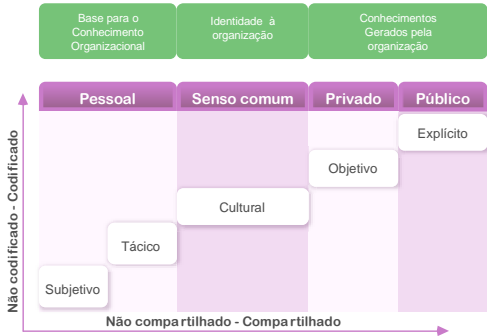 Base para o
Conhecimento
Organizacional
Identidade à
organização
Conhecimentos
Gerados pela
organização
Pessoal
Senso comum
Privado
Público
Explícito
Objetivo
Cultural
Tácico
Subjetivo
Não codificado - Codificado
Não compartilhado - Compartilhado